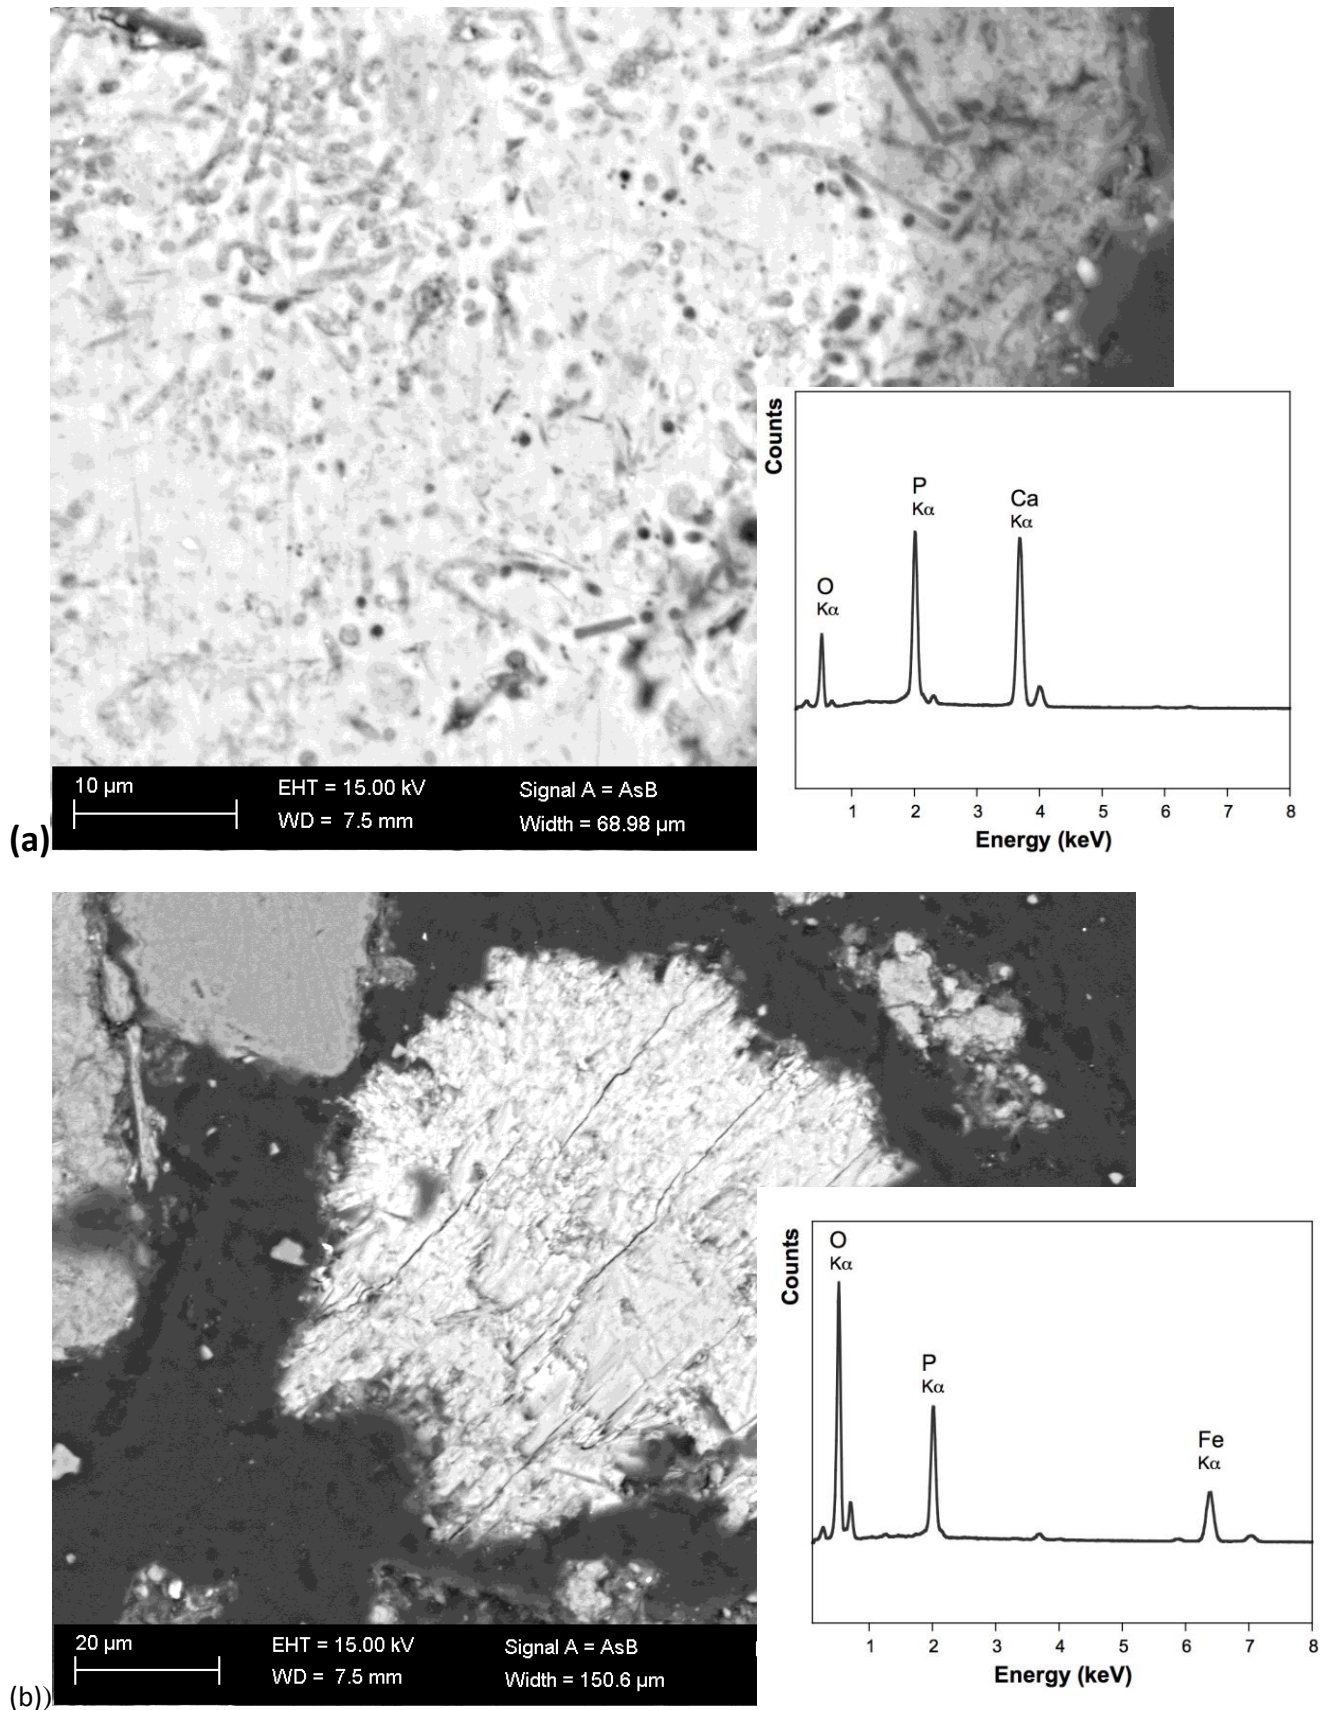 Counts
P
Kα
Ca
Kα
O
Kα
1 2 3 4 5 6 7 8
Energy (keV)
10 µm
EHT = 15.00 kV
Signal A = AsB
WD = 7.5 mm
Width = 68.98 µm
(a)
Counts
O
Kα
P
Kα
Fe
Kα
1 2 3 4 5 6 7 8
Energy (keV)
20 µm
EHT = 15.00 kV
Signal A = AsB
WD = 7.5 mm
Width = 150.6 µm
(b))